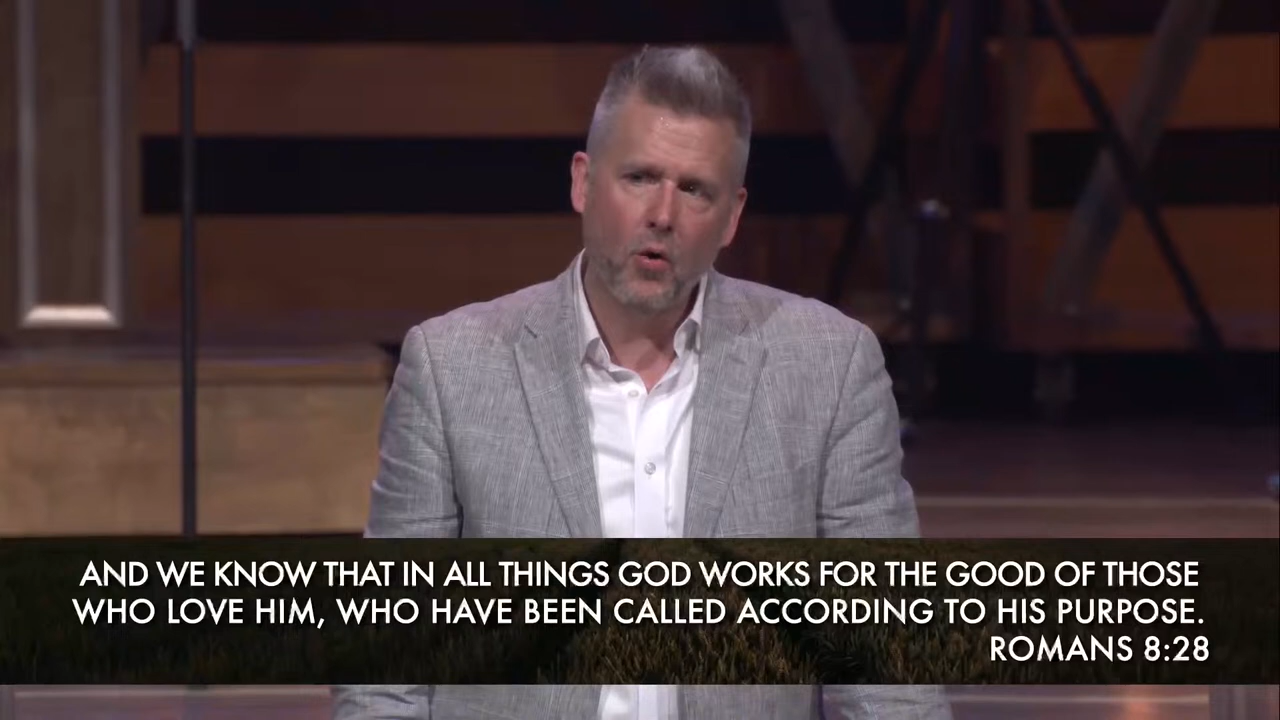 AND WE KNOW THAT IN ALL THINGS GOD WORKS FOR THE GOOD OF THOSE
WHO LOVE HIM, WHO HAVE BEEN CALLED ACCORDING TO HIS PURPOSE.
ROMANS 8:28